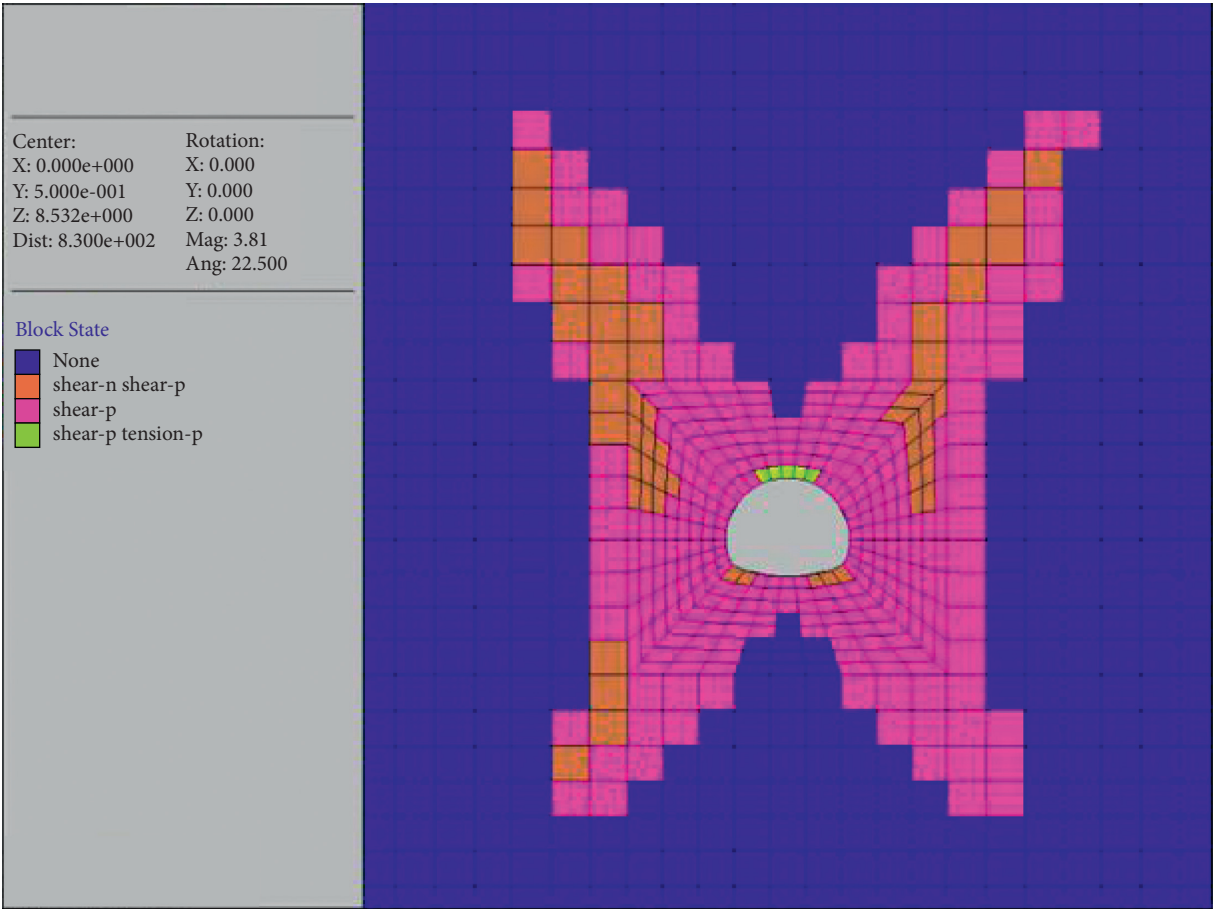 Center:
X: 0.000e+000
Y: 5.000e-001
Z: 8.532e+000
Dist: 8.300e+002
Rotation:
X: 0.000
Y: 0.000
Z: 0.000
Mag: 3.81
Ang: 22.500
Block State
None
shear-n shear-p
shear-p
shear-p tension-p